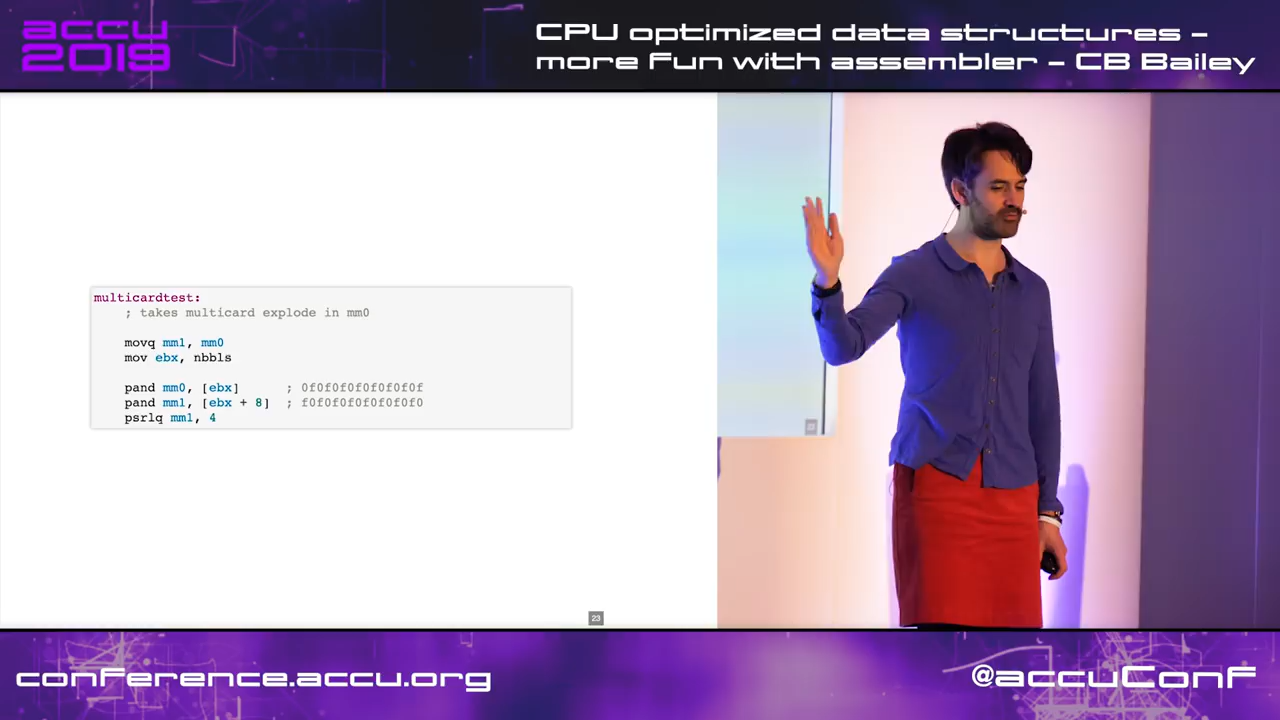 accu
2019
CPU optimized data structures -
more fun with assembler - CB Bailey
multicardtest:
; takes multicard explode in mm0
movq mm1, mm0
mov ebx, nbbls
pand mm0, [ebx] ; 0f0f0f0f0f0f0f0f
pand mm1, [ebx + 8] ; f0f0f0f0f0f0f0f0
psrlq mm1, 4
23
23
conference.accu.org
@accuConf